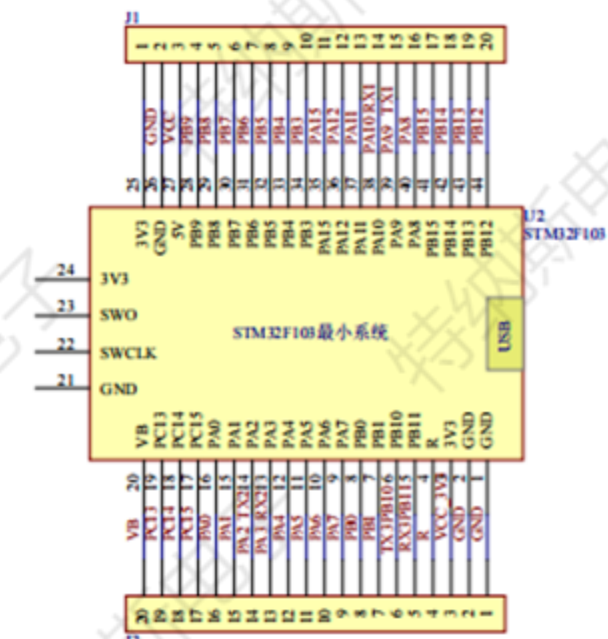 J1
1 2 3 4 5 6 7 8 9 10 11 12 13 14 15 16 17 18 19 20
GND VCC PB9 PB8 PB7 PB6 PB5 PB4 PB3 PA15 PA12 PA11 PA10 RX1 PA9 TX1 PA8 PB15 PB14 PB13 PB12
25 26 27 28 29 30 31 32 33 34 35 36 37 38 39 40 41 42 43 44
U2
STM32F103
3V3 GND 5V PB9 PB8 PB7 PB6 PB5 PB4 PB3 PA15 PA12 PA11 PA10 PA9 PA8 PB15 PB14 PB13 PB12
24 3V3
23 SWO
STM32F103最小系统
USB
22 SWCLK
21 GND
VB PC13 PC14 PC15 PA0 PA1 PA2 PA3 PA4 PA5 PA6 PA7 PB0 PB1 PB10 PB11 R 3V3 GND GND
20 19 18 17 16 15 14 13 12 11 10 9 8 7 6 5 4 3 2 1
VB PC13 PC14 PC15 PA0 PA1 PA2 TX2 PA3 RX2 PA4 PA5 PA6 PA7 PB0 PB1 TX3PB10 RX3PB11 R VCC_3V3 GND GND
20 19 18 17 16 15 14 13 12 11 10 9 8 7 6 5 4 3 2 1